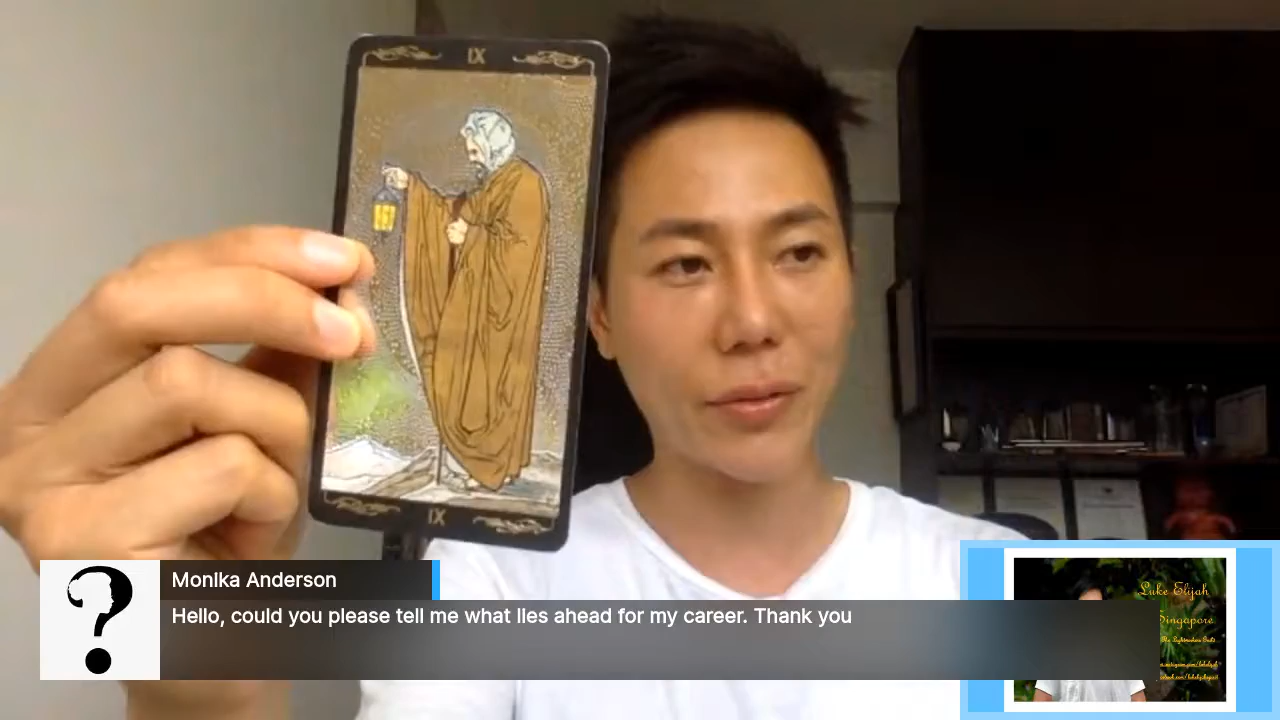 IX
IX
Monika Anderson
Hello, could you please tell me what lies ahead for my career. Thank you
Luke Elijah
Singapore